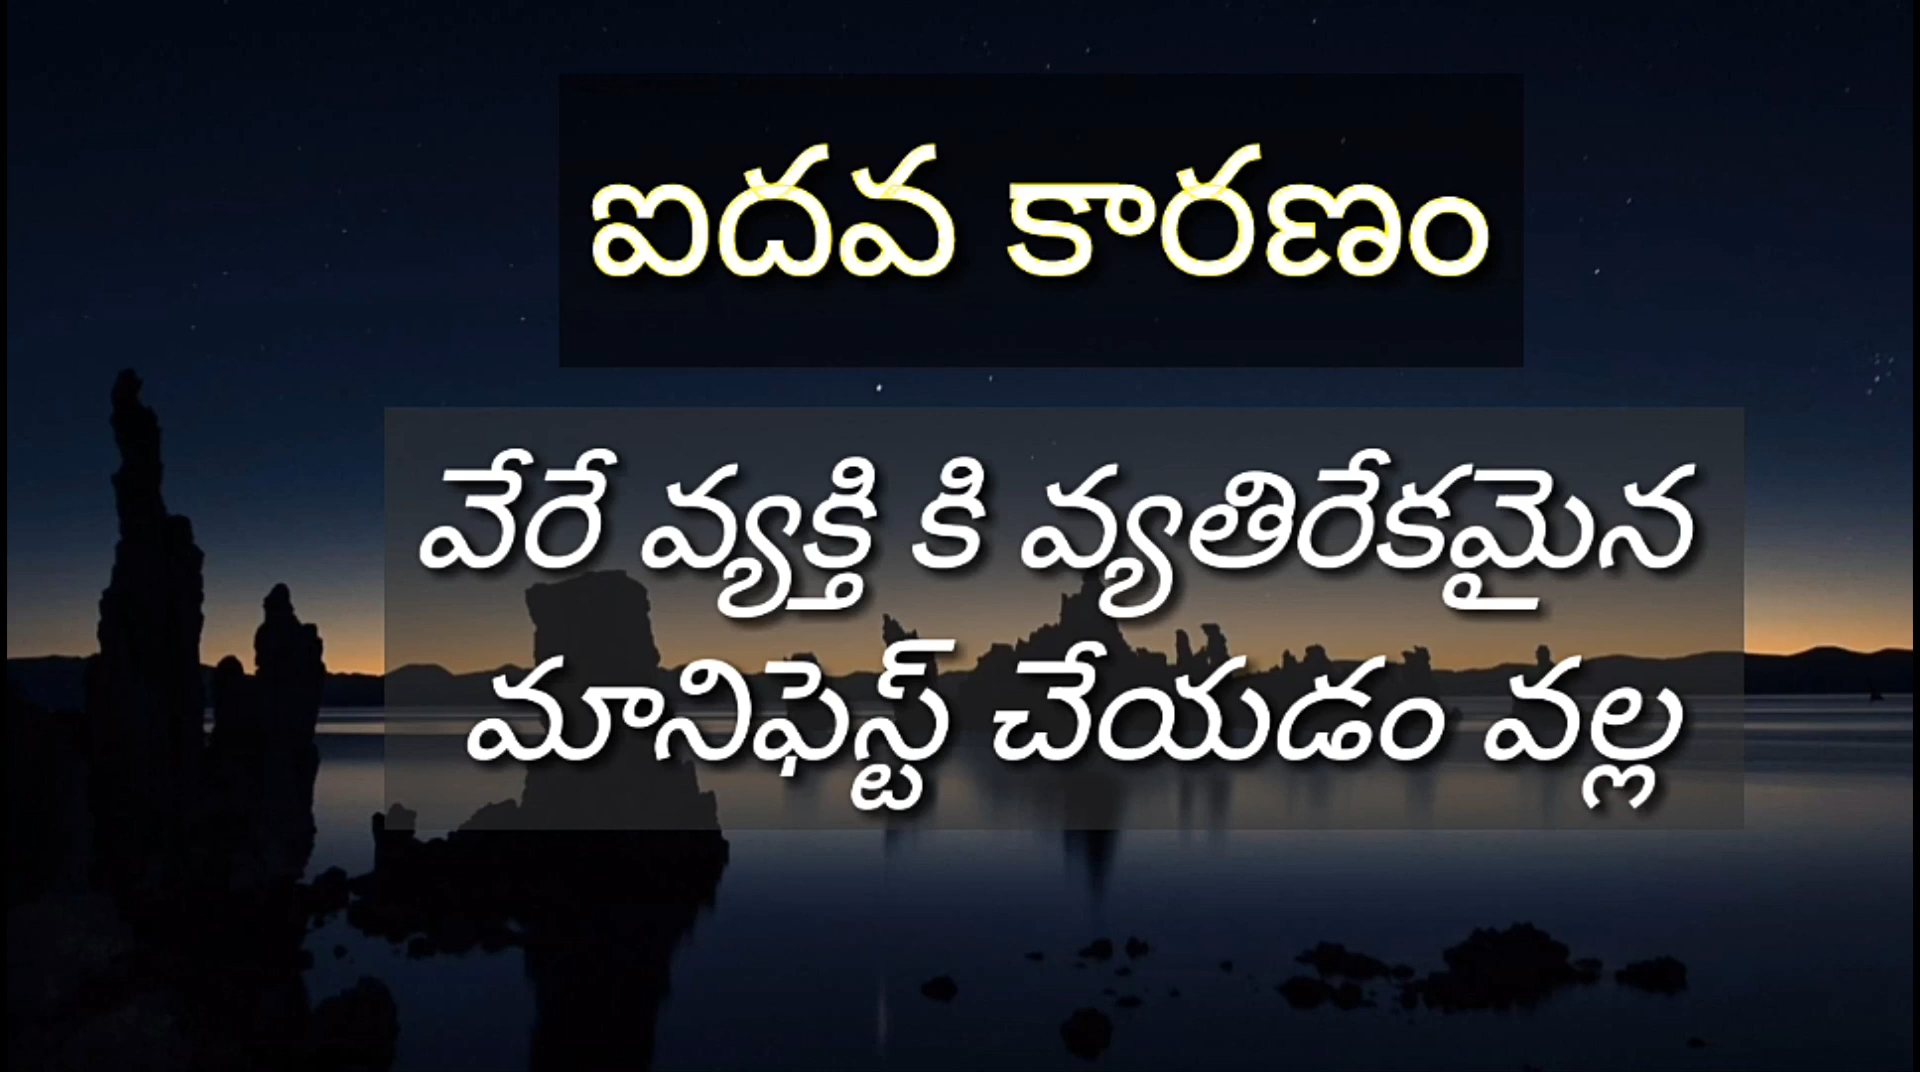 ఐదవ కారణం
వేరే వ్యక్తి కి వ్యతిరేకమైన
మానిఫెస్ట్ చేయడం వల్ల